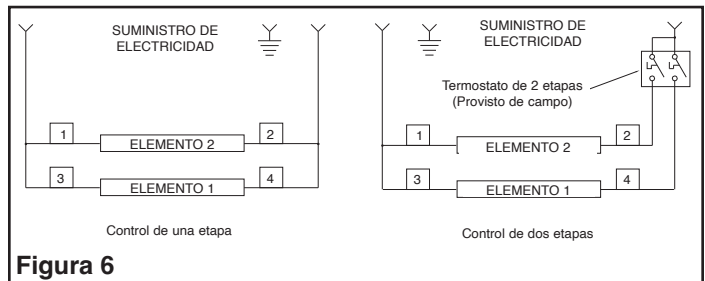 SUMINISTRO DE
ELECTRICIDAD
1
ELEMENTO 2
2
3
ELEMENTO 1
4
Control de una etapa
SUMINISTRO DE
ELECTRICIDAD
Termostato de 2 etapas
(Provisto de campo)
1
ELEMENTO 2
2
3
ELEMENTO 1
4
Control de dos etapas
Figura 6